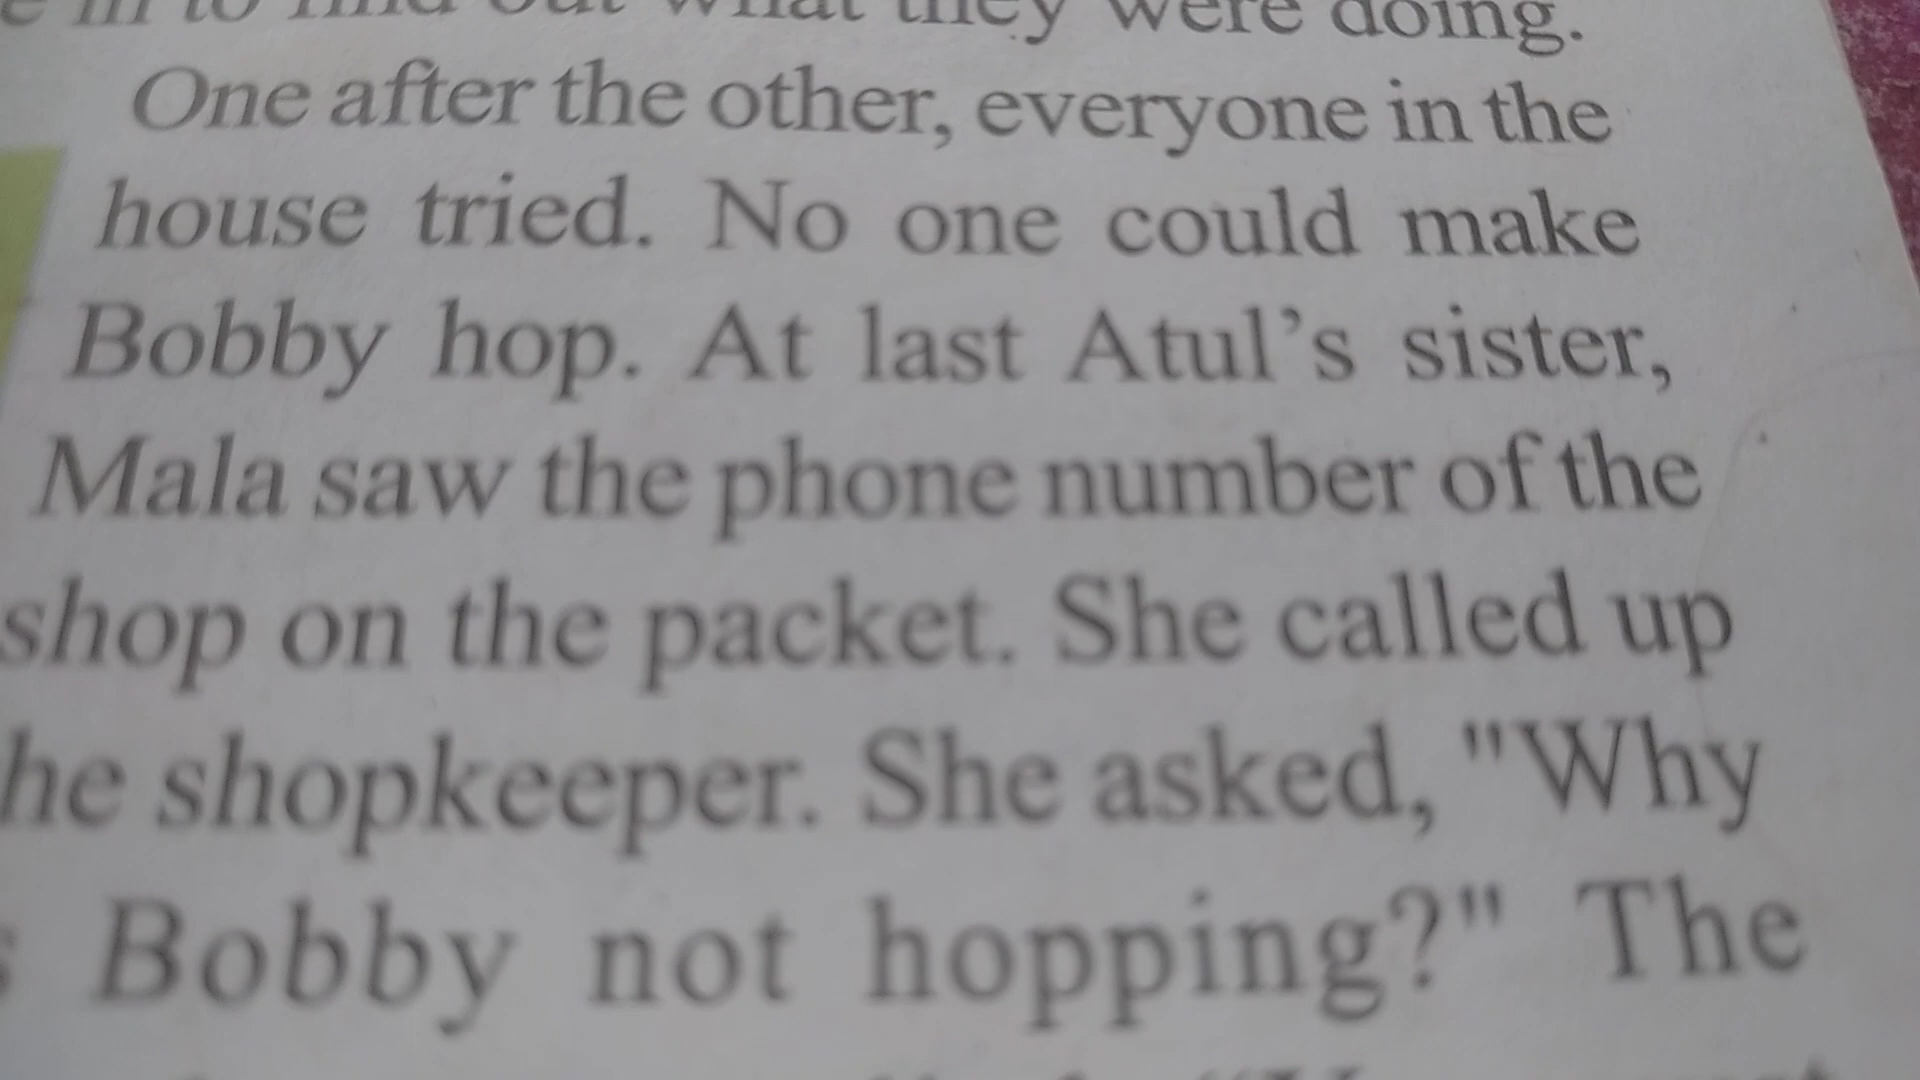 in to find out what they were doing.
One after the other, everyone in the
house tried. No one could make
Bobby hop. At last Atul’s sister,
Mala saw the phone number of the
shop on the packet. She called up
he shopkeeper. She asked, "Why
Bobby not hopping?" The